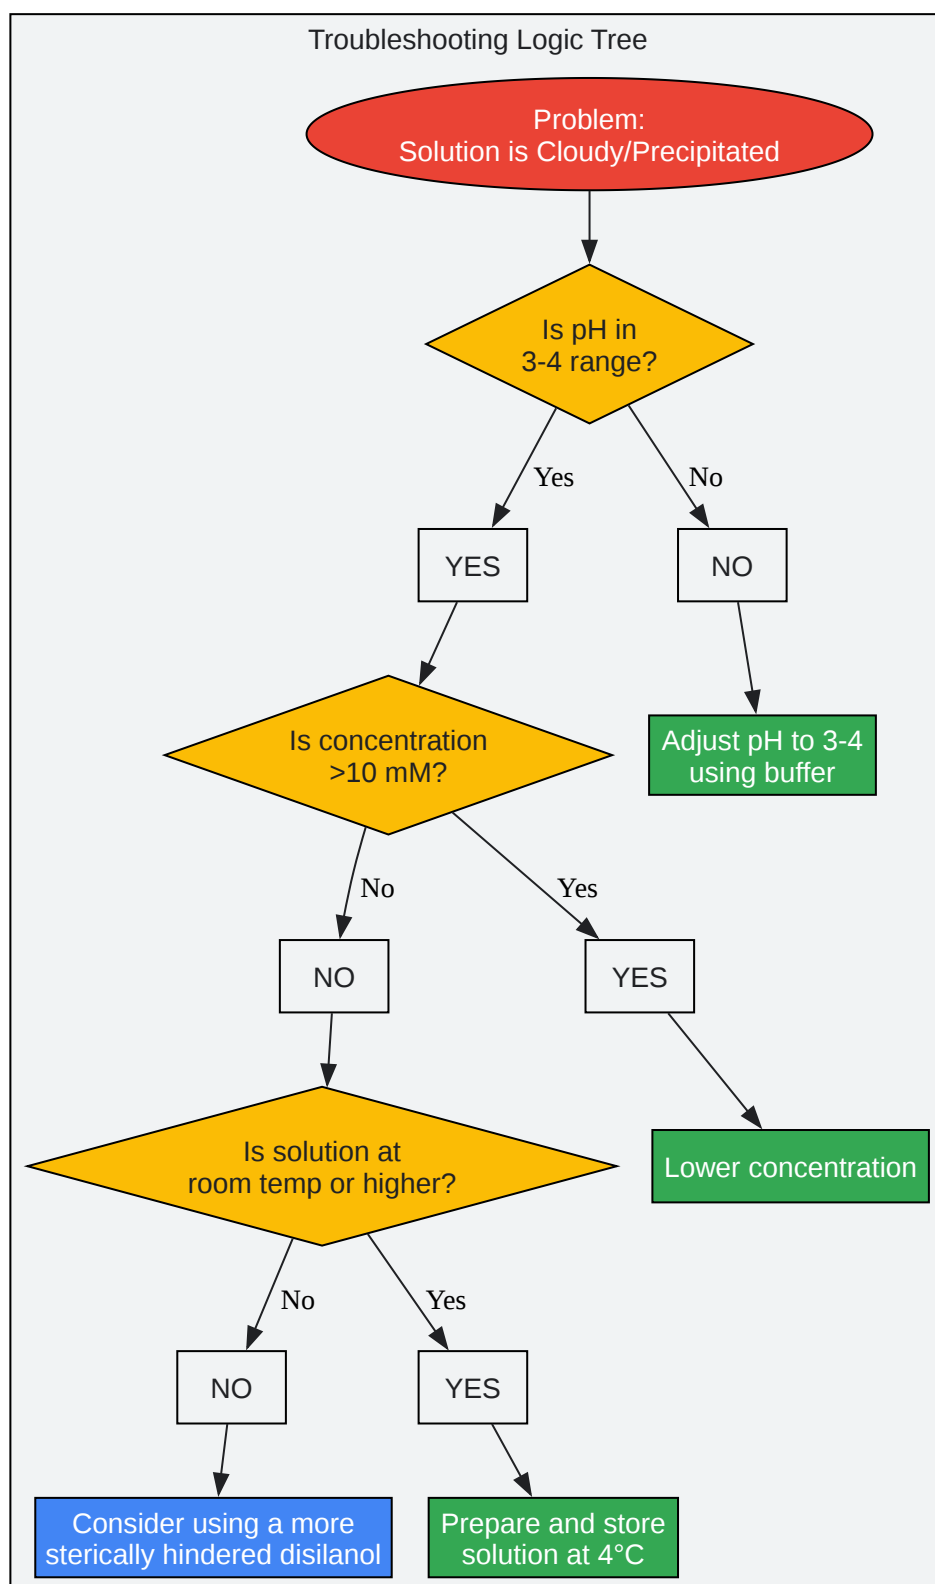 Troubleshooting Logic Tree
Problem:
Solution is Cloudy/Precipitated
Is pH in
3-4 range?
Yes
No
YES
NO
Is concentration
>10 mM?
Adjust pH to 3-4
using buffer
No
Yes
NO
YES
Is solution at
room temp or higher?
Lower concentration
No
Yes
NO
YES
Consider using a more
sterically hindered disilanol
Prepare and store
solution at 4°C